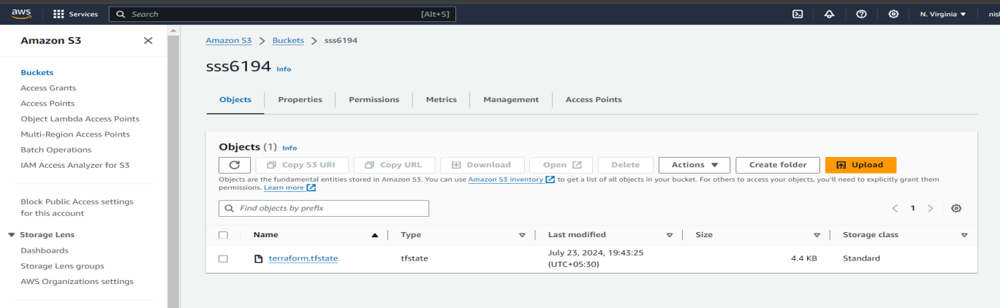 aws Services Search [Alt+S] N. Virginia
Amazon S3
Buckets
Access Grants
Access Points
Object Lambda Access Points
Multi-Region Access Points
Batch Operations
IAM Access Analyzer for S3
Block Public Access settings
for this account
Storage Lens
Dashboards
Storage Lens groups
AWS Organizations settings
Amazon S3 > Buckets > sss6194
sss6194 Info
Objects Properties Permissions Metrics Management Access Points
Objects (1) Info
Copy S3 URI Copy URL Download Open Delete Actions Create folder Upload
Objects are the fundamental entities stored in Amazon S3. You can use Amazon S3 inventory to get a list of all objects in your bucket. For others to access your objects, you'll need to explicitly grant them
permissions. Learn more
Find objects by prefix 1
Name Type Last modified Size Storage class
terraform.tfstate tfstate July 23, 2024, 19:43:25 4.4 KB Standard
(UTC+05:30)